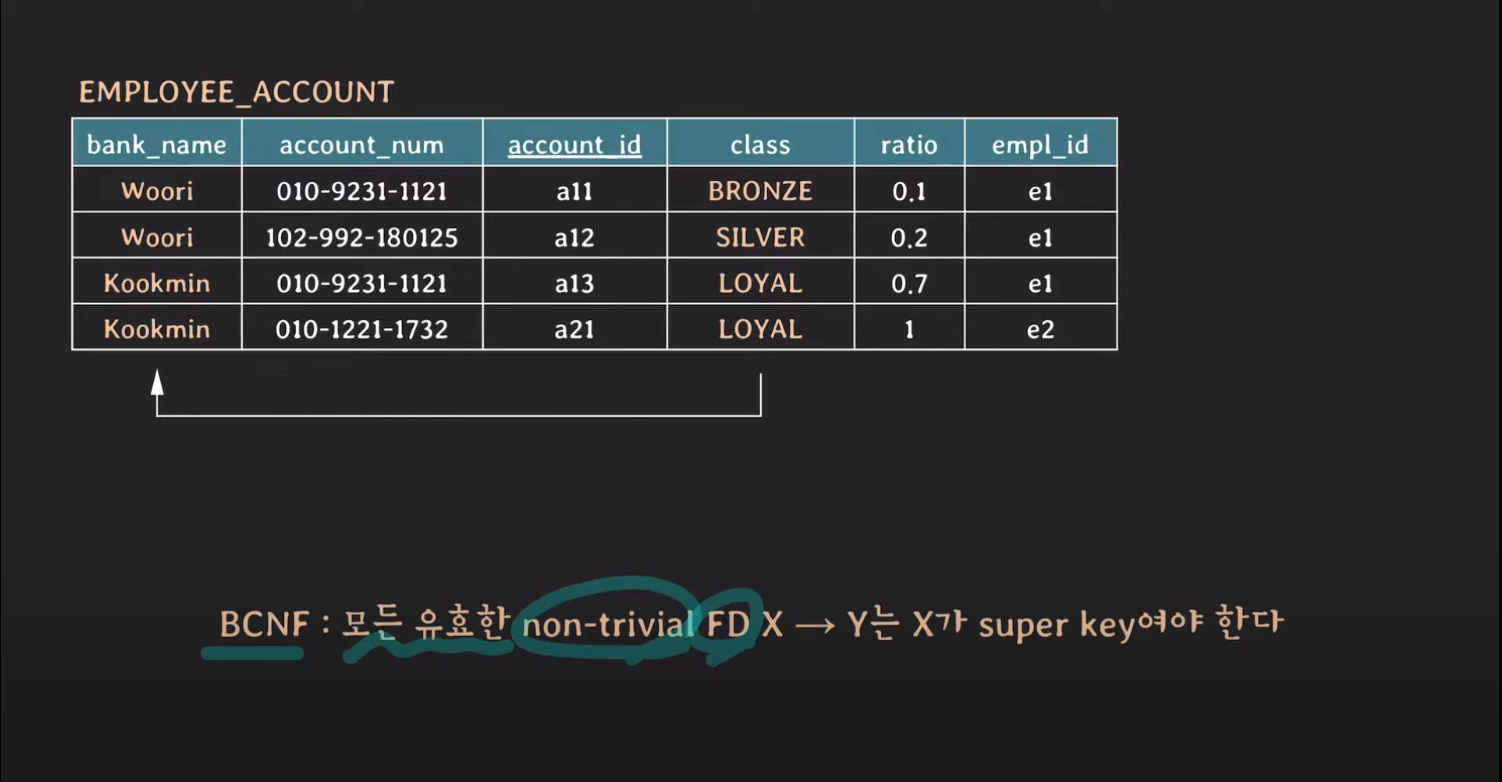 EMPLOYEE_ACCOUNT
bank_name account_num account_id class ratio empl_id
Woori 010-9231-1121 a11 BRONZE 0.1 e1
Woori 102-992-180125 a12 SILVER 0.2 e1
Kookmin 010-9231-1121 a13 LOYAL 0.7 e1
Kookmin 010-1221-1732 a21 LOYAL 1 e2
BCNF : 모든 유효한 non-trivial FD X → Y는 X가 super key여야 한다